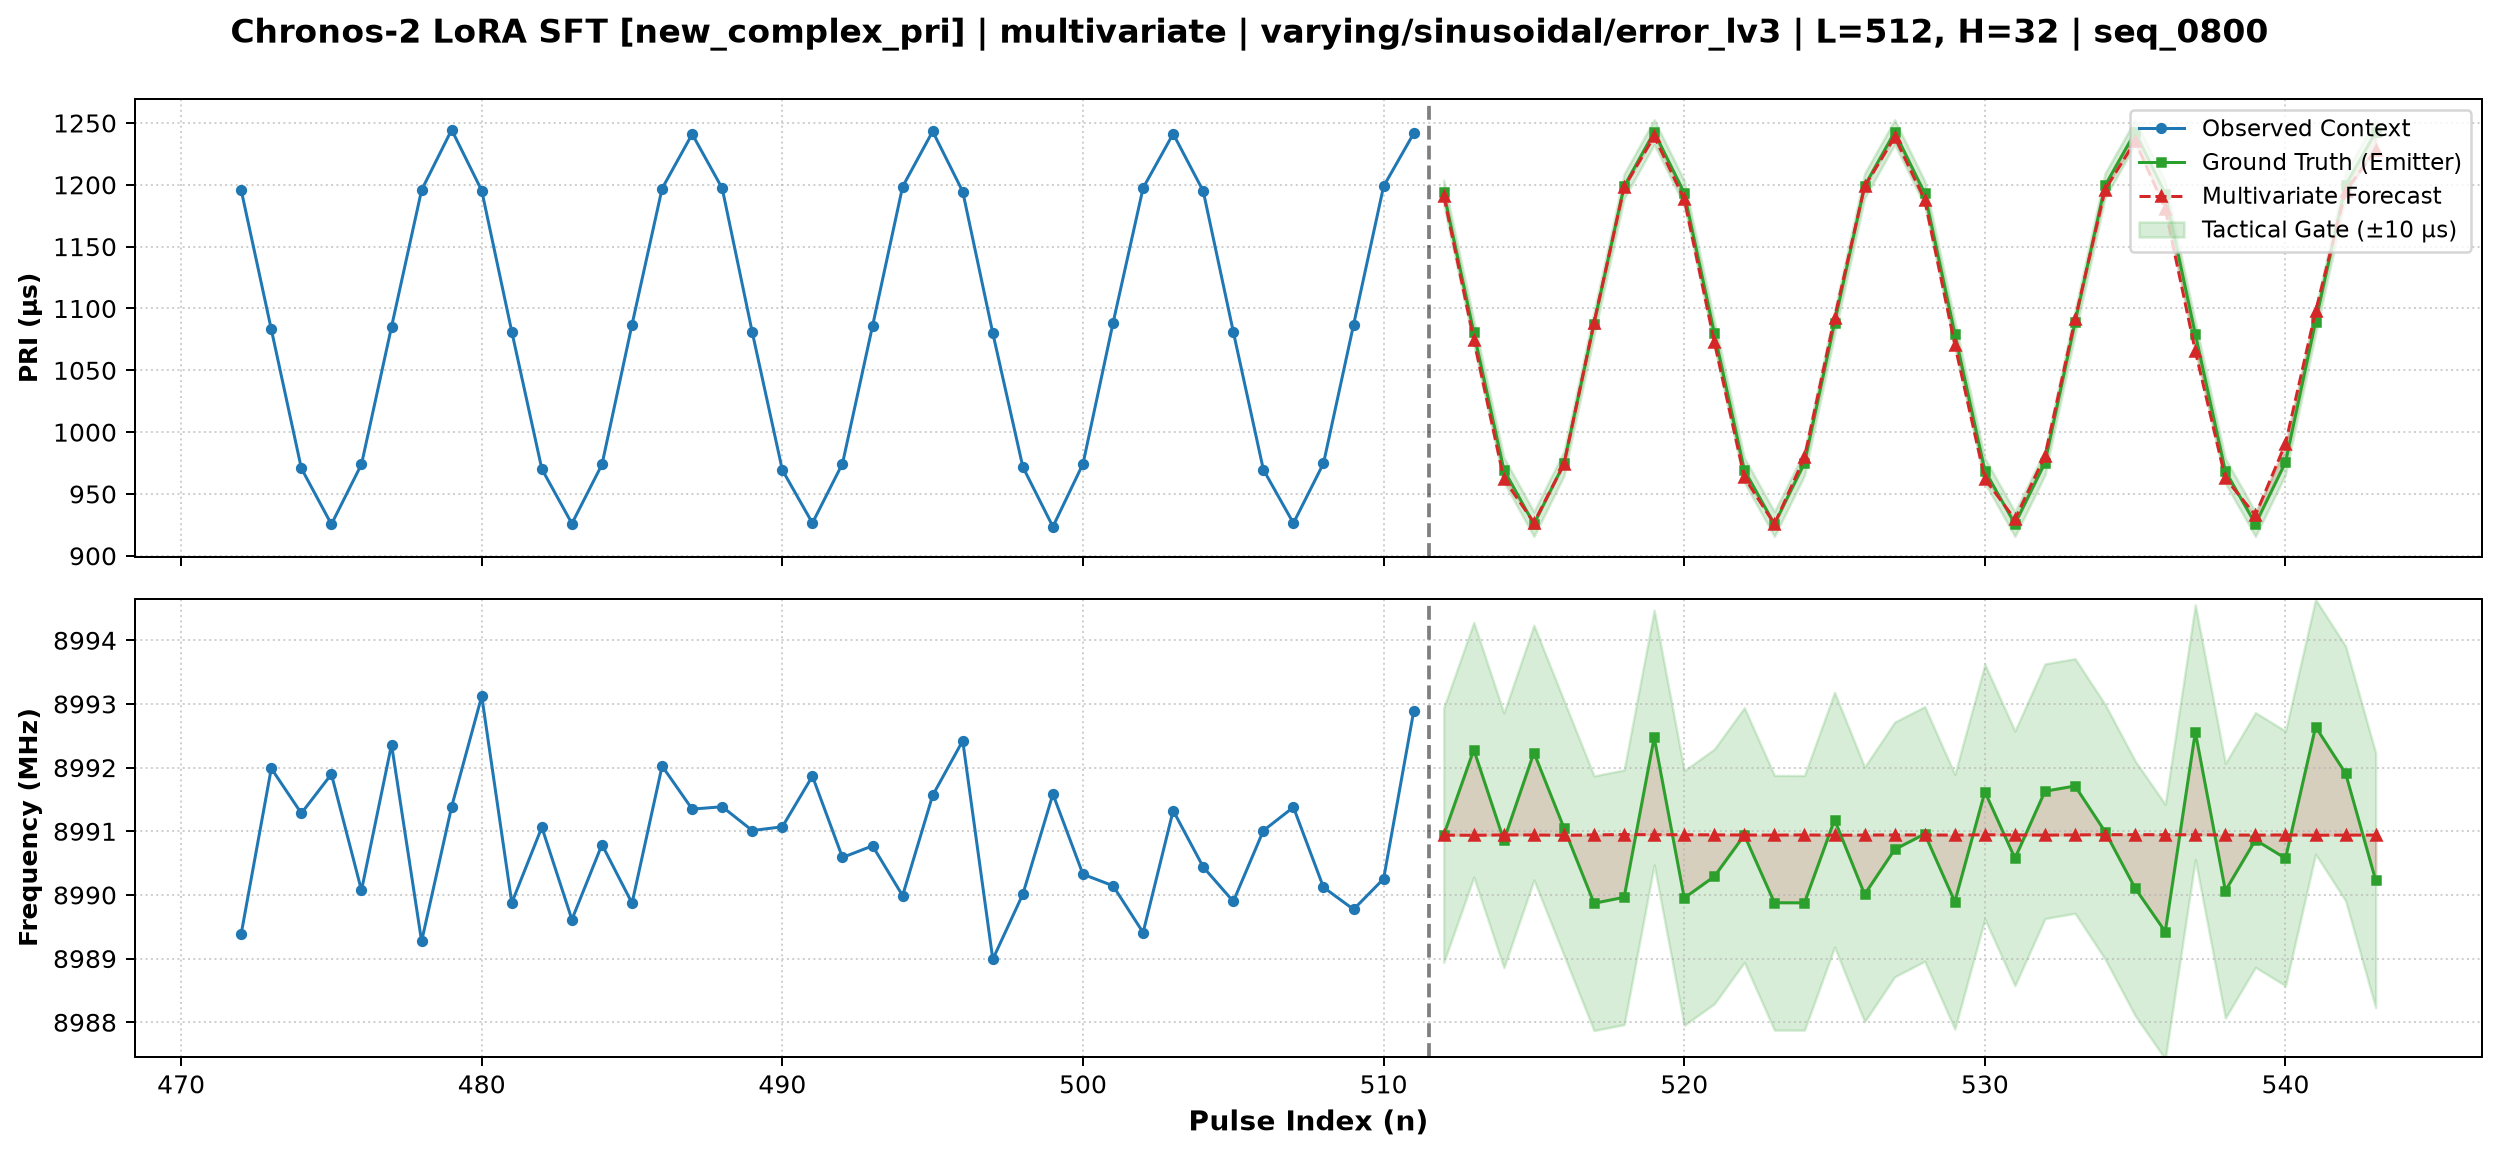 Chronos-2 LoRA SFT [new_complex_pri] | multivariate | varying/sinusoidal/error_lv3 | L=512, H=32 | seq_0800
PRI (µs)
1250
1200
1150
1100
1050
1000
950
900
Observed Context
Ground Truth (Emitter)
Multivariate Forecast
Tactical Gate (±10 µs)
Frequency (MHz)
8994
8993
8992
8991
8990
8989
8988
470 480 490 500 510 520 530 540
Pulse Index (n)